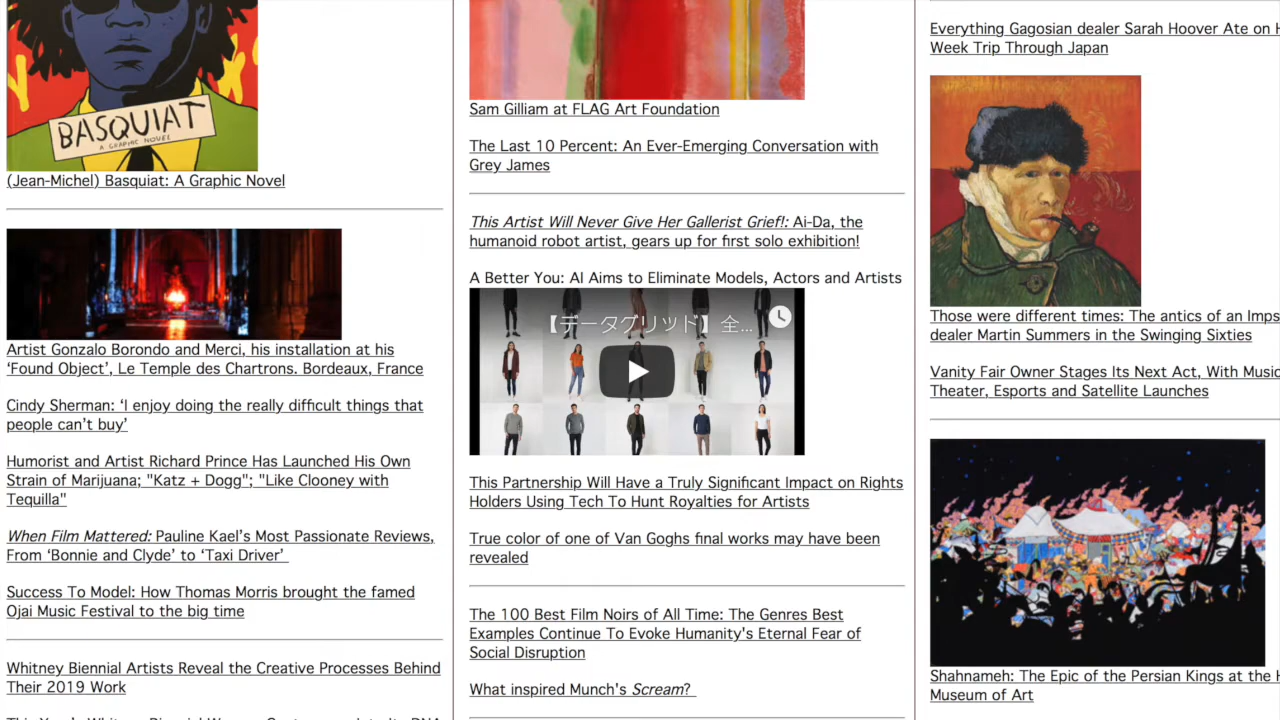 BASQUIAT
A GRAPHIC NOVEL
(Jean-Michel) Basquiat: A Graphic Novel
Artist Gonzalo Borondo and Merci, his installation at his
‘Found Object’, Le Temple des Chartrons. Bordeaux, France
Cindy Sherman: ‘I enjoy doing the really difficult things that
people can’t buy’
Humorist and Artist Richard Prince Has Launched His Own
Strain of Marijuana; "Katz + Dogg"; "Like Clooney with
Tequilla"
When Film Mattered: Pauline Kael’s Most Passionate Reviews,
From ‘Bonnie and Clyde’ to ‘Taxi Driver’
Success To Model: How Thomas Morris brought the famed
Ojai Music Festival to the big time
Whitney Biennial Artists Reveal the Creative Processes Behind
Their 2019 Work
Sam Gilliam at FLAG Art Foundation
The Last 10 Percent: An Ever-Emerging Conversation with
Grey James
This Artist Will Never Give Her Gallerist Grief!: Ai-Da, the
humanoid robot artist, gears up for first solo exhibition!
A Better You: AI Aims to Eliminate Models, Actors and Artists
【データグリッド】全...
This Partnership Will Have a Truly Significant Impact on Rights
Holders Using Tech To Hunt Royalties for Artists
True color of one of Van Goghs final works may have been
revealed
The 100 Best Film Noirs of All Time: The Genres Best
Examples Continue To Evoke Humanity's Eternal Fear of
Social Disruption
What inspired Munch's Scream?
Everything Gagosian dealer Sarah Hoover Ate on
Week Trip Through Japan
Those were different times: The antics of an Imps
dealer Martin Summers in the Swinging Sixties
Vanity Fair Owner Stages Its Next Act, With Music
Theater, Esports and Satellite Launches
Shahnameh: The Epic of the Persian Kings at the
Museum of Art